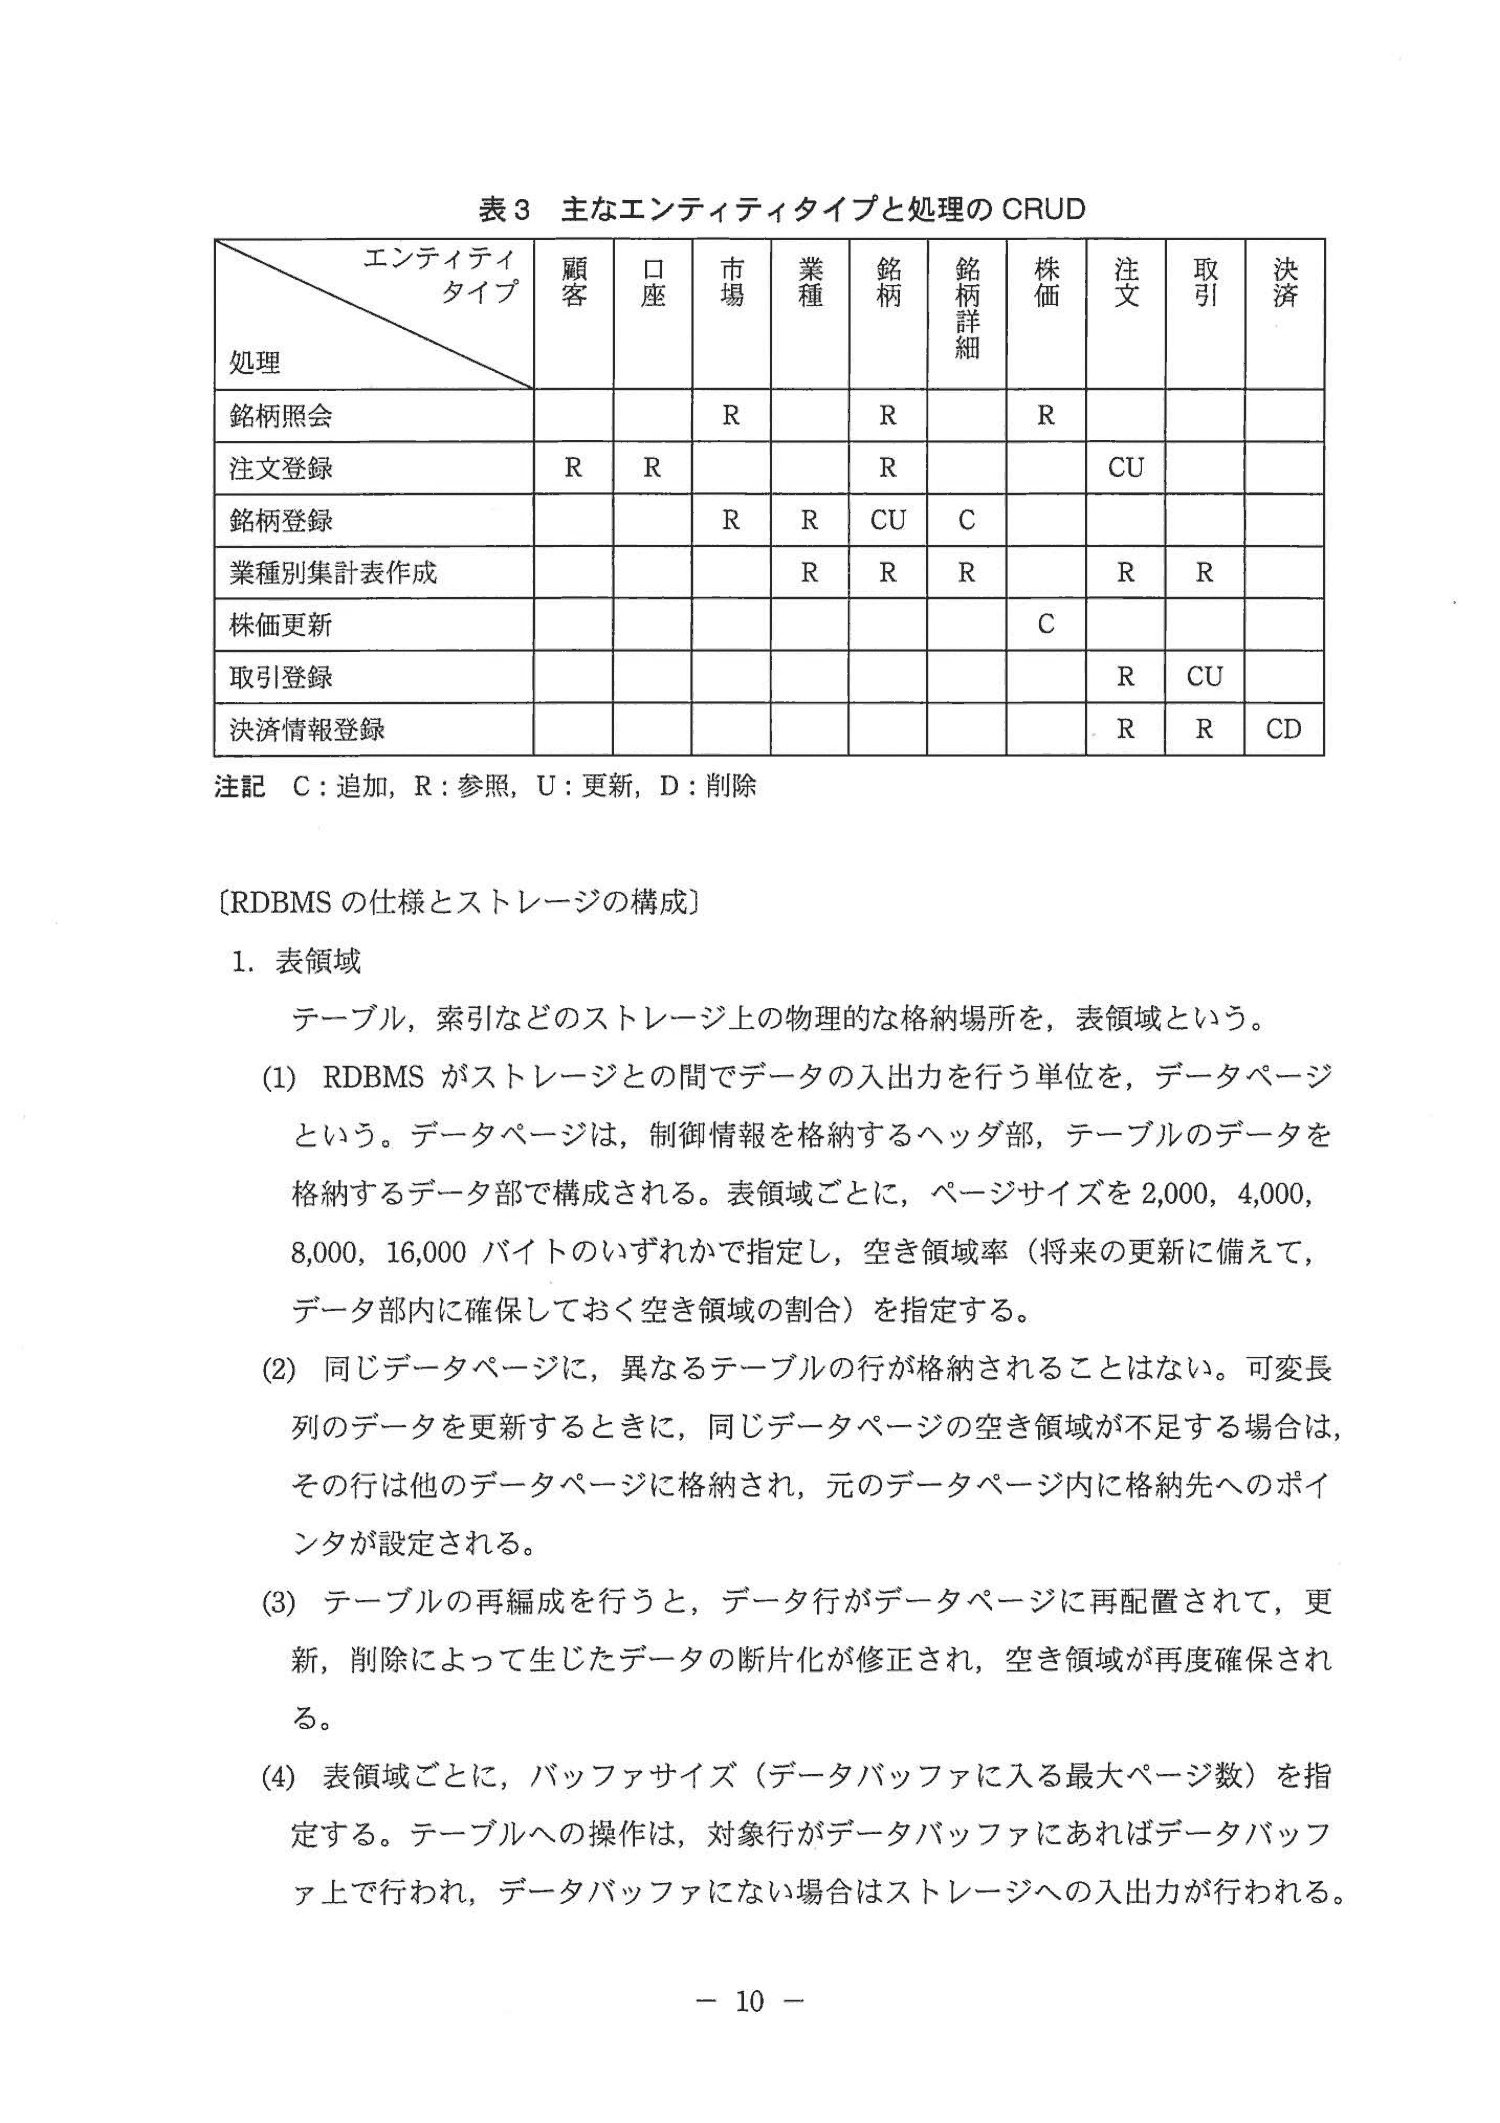 表3 主なエンティティタイプと処理の CRUD
エンティティタイプ 処理 顧客 口座 市場 業種 銘柄 銘柄詳細 株価 注文 取引 決済
銘柄照会 R R R
注文登録 R R R CU
銘柄登録 R R CU C
業種別集計表作成 R R R R R
株価更新 C
取引登録 R CU
決済情報登録 R R CD
注記 C：追加，R：参照，U：更新，D：削除
〔RDBMS の仕様とストレージの構成〕
1. 表領域
テーブル，索引などのストレージ上の物理的な格納場所を，表領域という。
(1) RDBMS がストレージとの間でデータの入出力を行う単位を，データページ
という。データページは，制御情報を格納するヘッダ部，テーブルのデータを
格納するデータ部で構成される。表領域ごとに，ページサイズを 2,000，4,000，
8,000，16,000 バイトのいずれかで指定し，空き領域率（将来の更新に備えて，
データ部内に確保しておく空き領域の割合）を指定する。
(2) 同じデータページに，異なるテーブルの行が格納されることはない。可変長
列のデータを更新するときに，同じデータページの空き領域が不足する場合は，
その行は他のデータページに格納され，元のデータページ内に格納先へのポイ
ンタが設定される。
(3) テーブルの再編成を行うと，データ行がデータページに再配置されて，更
新，削除によって生じたデータの断片化が修正され，空き領域が再度確保され
る。
(4) 表領域ごとに，バッファサイズ（データバッファに入る最大ページ数）を指
定する。テーブルへの操作は，対象行がデータバッファにあればデータバッフ
ァ上で行われ，データバッファにない場合はストレージへの入出力が行われる。
－ 10 －